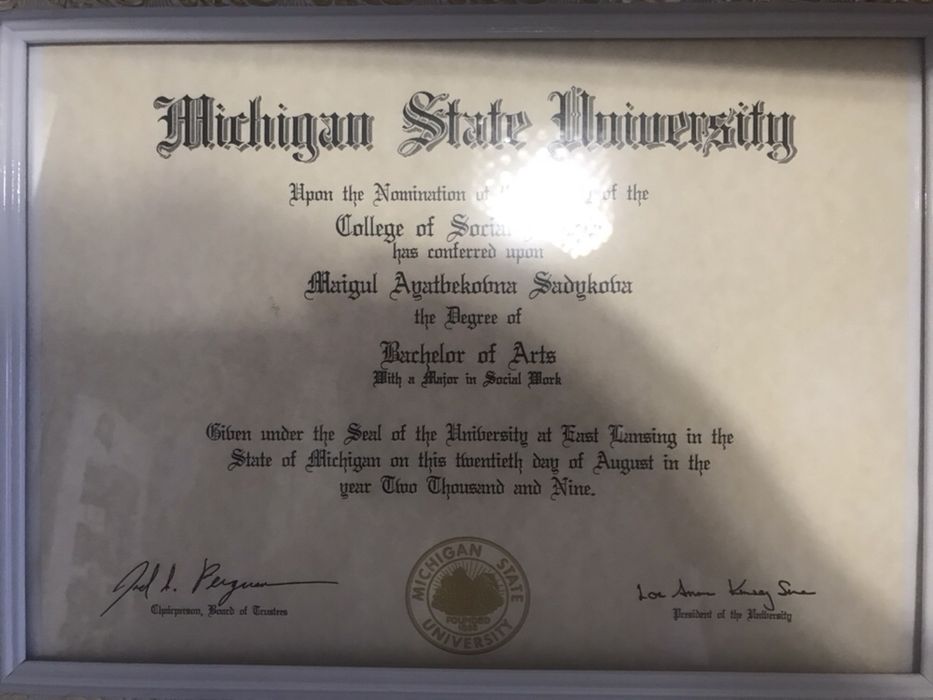 Michigan State University
Upon the Nomination of the
College of Social
has conferred upon
Maigul Ayatbekovna Sadykova
the Degree of
Bachelor of Arts
With a Major in Social Work
Given under the Seal of the University at East Lansing in the
State of Michigan on this twentieth day of August in the
year Two Thousand and Nine.
Chairperson, Board of Trustees
MICHIGAN STATE
FOUNDED
UNIVERSITY
President of the University